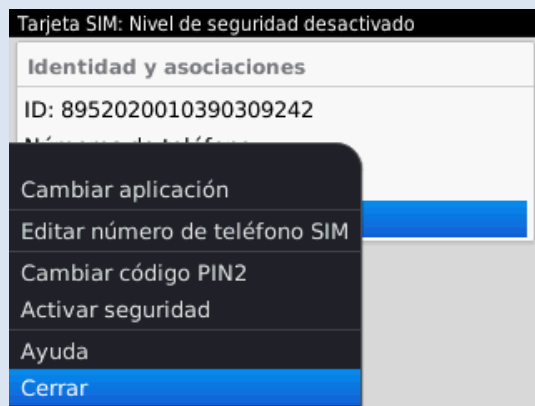 Tarjeta SIM: Nivel de seguridad desactivado
Identidad y asociaciones
ID: 8952020010390309242
Cambiar aplicación
Editar número de teléfono SIM
Cambiar código PIN2
Activar seguridad
Ayuda
Cerrar